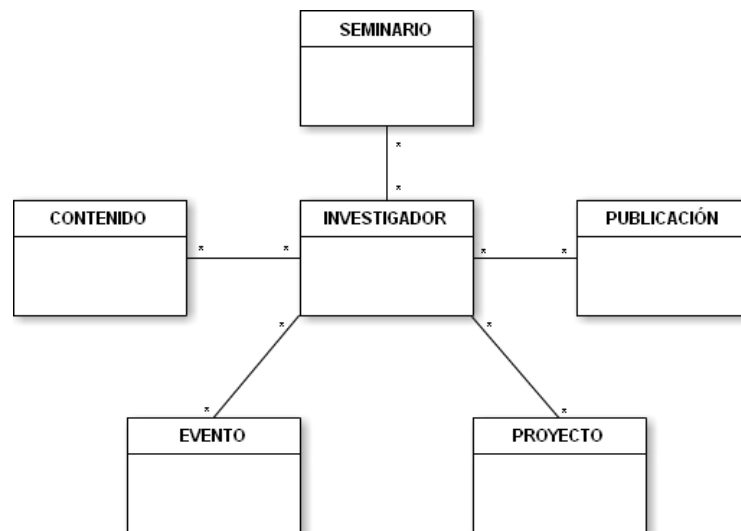 SEMINARIO
*
*
CONTENIDO
INVESTIGADOR
PUBLICACIÓN
*
*
*
*
*
*
*
*
EVENTO
PROYECTO